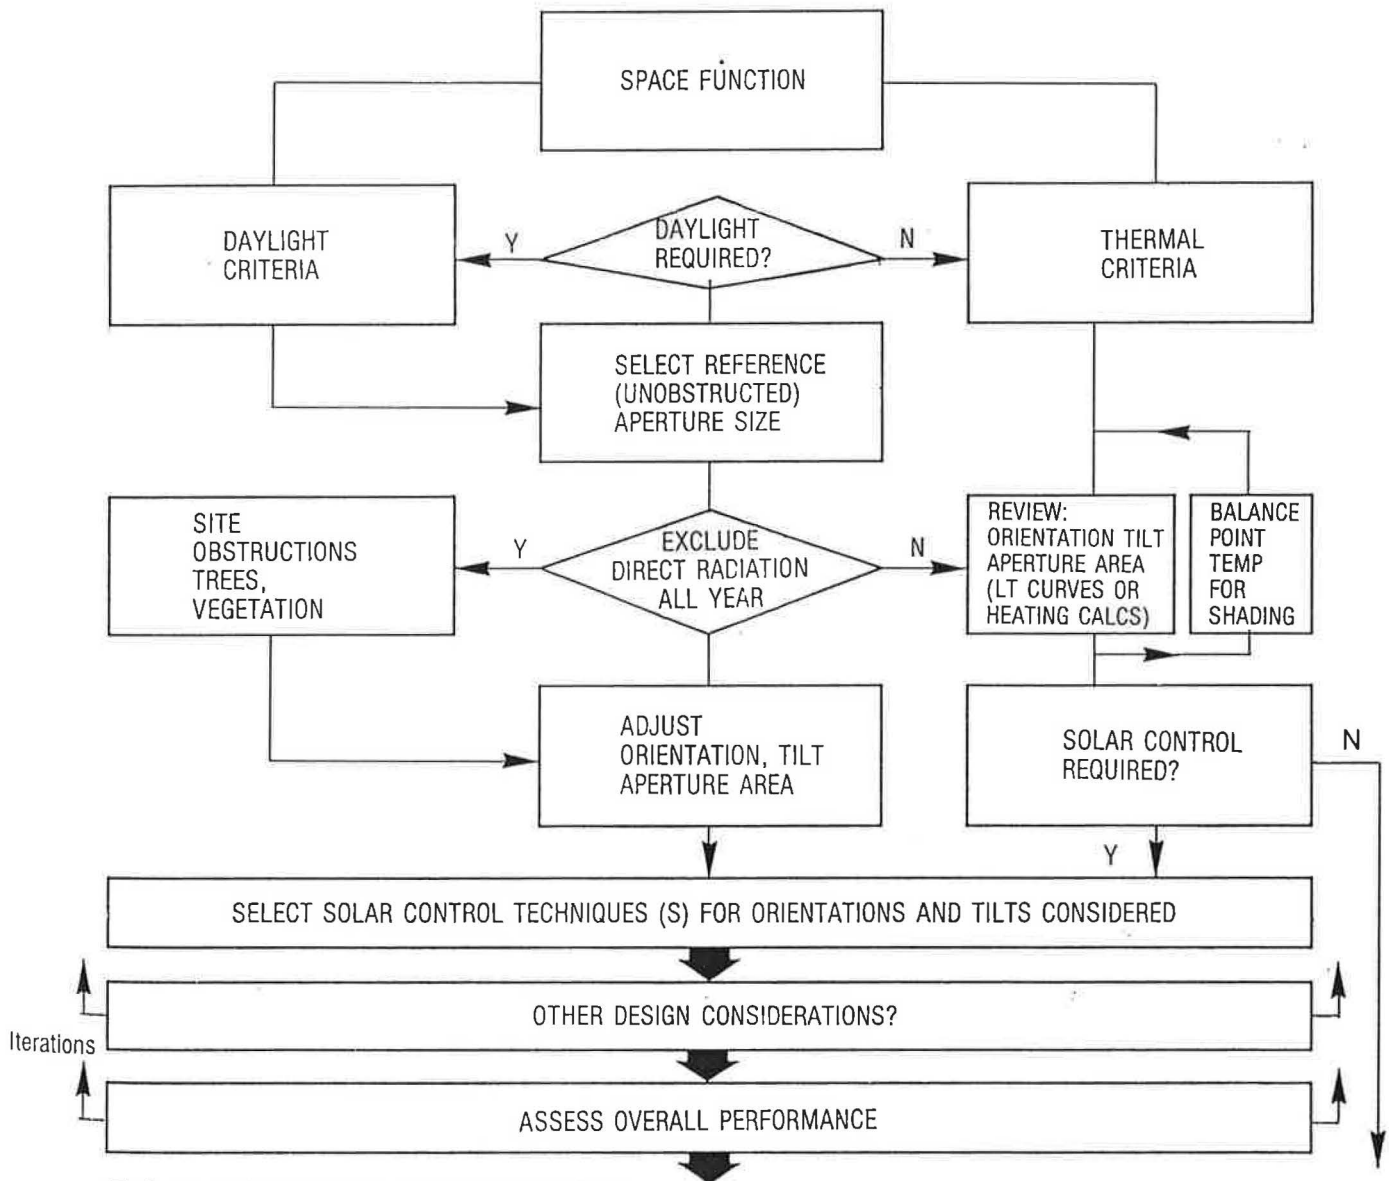 SPACE FUNCTION
DAYLIGHT
CRITERIA
Y
DAYLIGHT
REQUIRED?
N
THERMAL
CRITERIA
SELECT REFERENCE
(UNOBSTRUCTED)
APERTURE SIZE
SITE
OBSTRUCTIONS
TREES,
VEGETATION
Y
EXCLUDE
DIRECT RADIATION
ALL YEAR
N
REVIEW:
ORIENTATION TILT
APERTURE AREA
(LT CURVES OR
HEATING CALCS)
BALANCE
POINT
TEMP
FOR
SHADING
ADJUST
ORIENTATION, TILT
APERTURE AREA
SOLAR CONTROL
REQUIRED?
N
Y
SELECT SOLAR CONTROL TECHNIQUES (S) FOR ORIENTATIONS AND TILTS CONSIDERED
OTHER DESIGN CONSIDERATIONS?
Iterations
ASSESS OVERALL PERFORMANCE